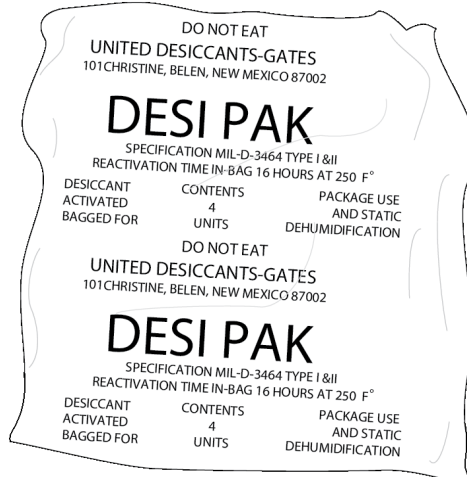 DO NOT EAT
UNITED DESICCANTS-GATES
101CHRISTINE, BELEN, NEW MEXICO 87002
DESI PAK
SPECIFICATION MIL-D-3464 TYPE I &II
REACTIVATION TIME IN-BAG 16 HOURS AT 250 F°
DESICCANT CONTENTS PACKAGE USE
ACTIVATED 4 AND STATIC
BAGGED FOR UNITS DEHUMIDIFICATION
DO NOT EAT
UNITED DESICCANTS-GATES
101CHRISTINE, BELEN, NEW MEXICO 87002
DESI PAK
SPECIFICATION MIL-D-3464 TYPE I &II
REACTIVATION TIME IN-BAG 16 HOURS AT 250 F°
DESICCANT CONTENTS PACKAGE USE
ACTIVATED 4 AND STATIC
BAGGED FOR UNITS DEHUMIDIFICATION